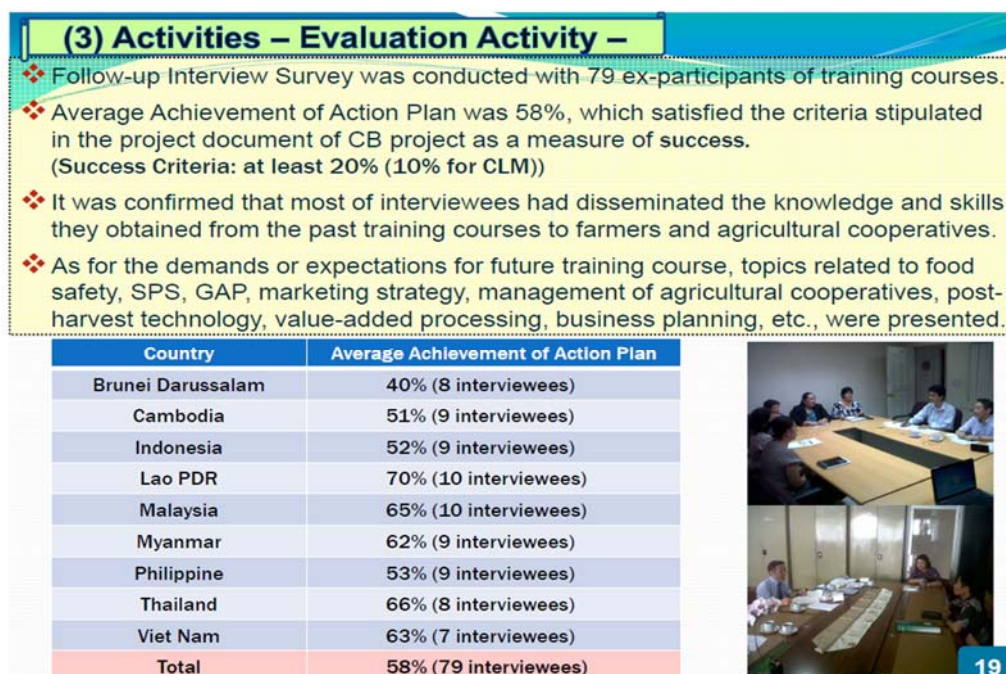 (3) Activities – Evaluation Activity –
❖ Follow-up Interview Survey was conducted with 79 ex-participants of training courses.
❖ Average Achievement of Action Plan was 58%, which satisfied the criteria stipulated
in the project document of CB project as a measure of success.
(Success Criteria: at least 20% (10% for CLM))
❖ It was confirmed that most of interviewees had disseminated the knowledge and skills
they obtained from the past training courses to farmers and agricultural cooperatives.
❖ As for the demands or expectations for future training course, topics related to food
safety, SPS, GAP, marketing strategy, management of agricultural cooperatives, post-
harvest technology, value-added processing, business planning, etc., were presented.
Country Average Achievement of Action Plan
Brunei Darussalam 40% (8 interviewees)
Cambodia 51% (9 interviewees)
Indonesia 52% (9 interviewees)
Lao PDR 70% (10 interviewees)
Malaysia 65% (10 interviewees)
Myanmar 62% (9 interviewees)
Philippine 53% (9 interviewees)
Thailand 66% (8 interviewees)
Viet Nam 63% (7 interviewees)
Total 58% (79 interviewees)
19